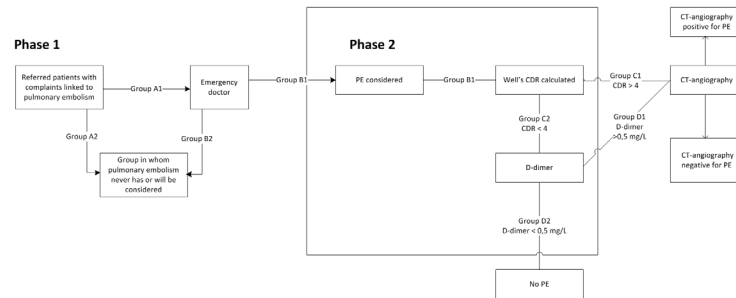 Phase 1
Phase 2
Referred patients with
complaints linked to
pulmonary embolism
Group A1
Emergency
doctor
Group B1
PE considered
Group B1
Well's CDR calculated
Group C1
CDR > 4
CT-angiography
CT-angiography
positive for PE
Group A2
Group B2
Group in whom
pulmonary embolism
never has or will be
considered
Group C2
CDR < 4
Group D1
D-dimer
>0,5 mg/L
D-dimer
CT-angiography
negative for PE
Group D2
D-dimer < 0,5 mg/L
No PE